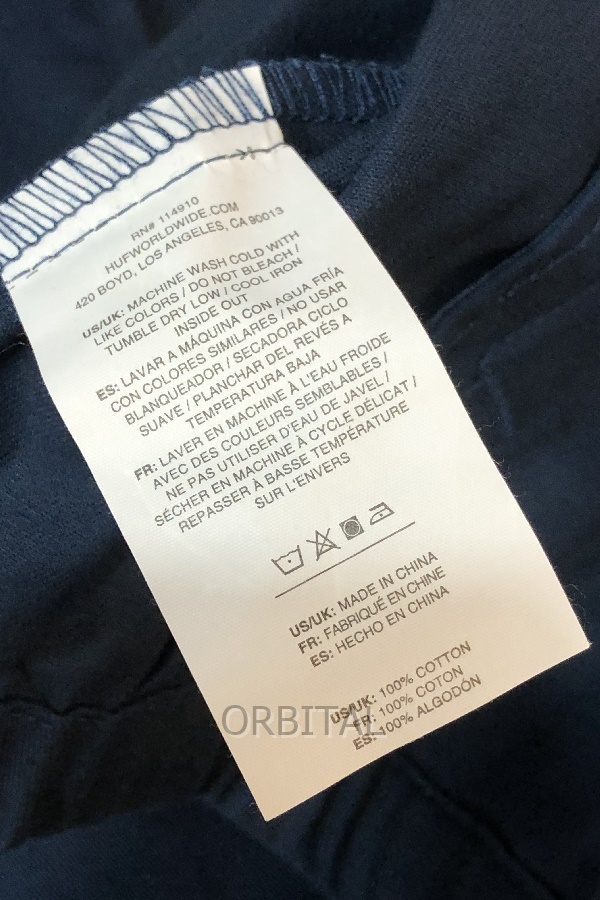 RN# 114910
HUFWORLDWIDE.COM
420 BOYD, LOS ANGELES, CA 90013
US/UK: MACHINE WASH COLD WITH
LIKE COLORS / DO NOT BLEACH /
TUMBLE DRY LOW / COOL IRON
INSIDE OUT
ES: LAVAR A MÁQUINA CON AGUA FRÍA
CON COLORES SIMILARES / NO USAR
BLANQUEADOR / SECADORA CICLO
SUAVE / PLANCHAR DEL REVÉS A
TEMPERATURA BAJA
FR: LAVER EN MACHINE À L'EAU FROIDE
AVEC DES COULEURS SEMBLABLES /
NE PAS UTILISER D'EAU DE JAVEL /
SÉCHER EN MACHINE À CYCLE DÉLICAT /
REPASSER À BASSE TEMPÉRATURE
SUR L'ENVERS
US/UK: MADE IN CHINA
FR: FABRIQUÉ EN CHINE
ES: HECHO EN CHINA
US/UK: 100% COTTON
FR: 100% COTON
ES: 100% ALGODÓN
ORBITAL